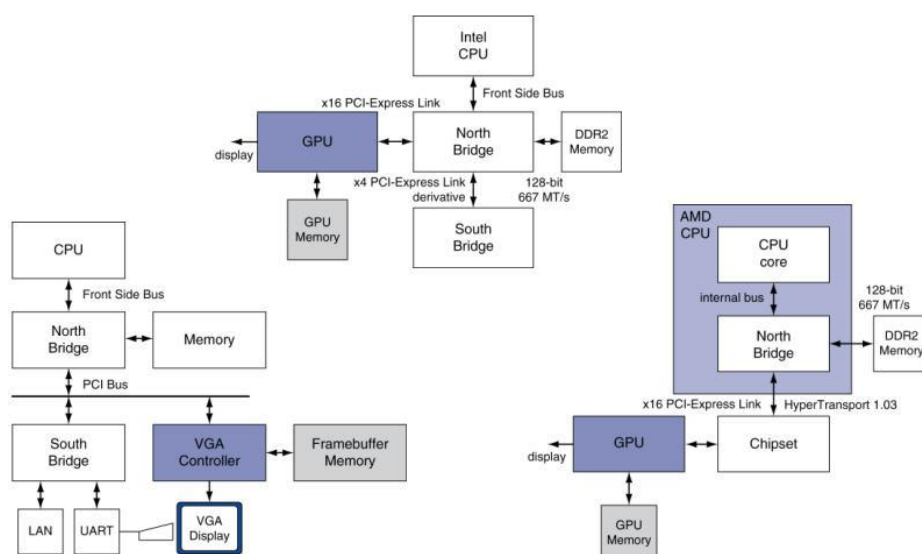 Intel
CPU
Front Side Bus
x16 PCI-Express Link
GPU
display
North
Bridge
DDR2
Memory
x4 PCI-Express Link
derivative
128-bit
667 MT/s
GPU
Memory
South
Bridge
CPU
Front Side Bus
North
Bridge
Memory
PCI Bus
South
Bridge
VGA
Controller
Framebuffer
Memory
LAN
UART
VGA
Display
AMD
CPU
CPU
core
internal bus
128-bit
667 MT/s
North
Bridge
DDR2
Memory
x16 PCI-Express Link
HyperTransport 1.03
GPU
display
Chipset
GPU
Memory